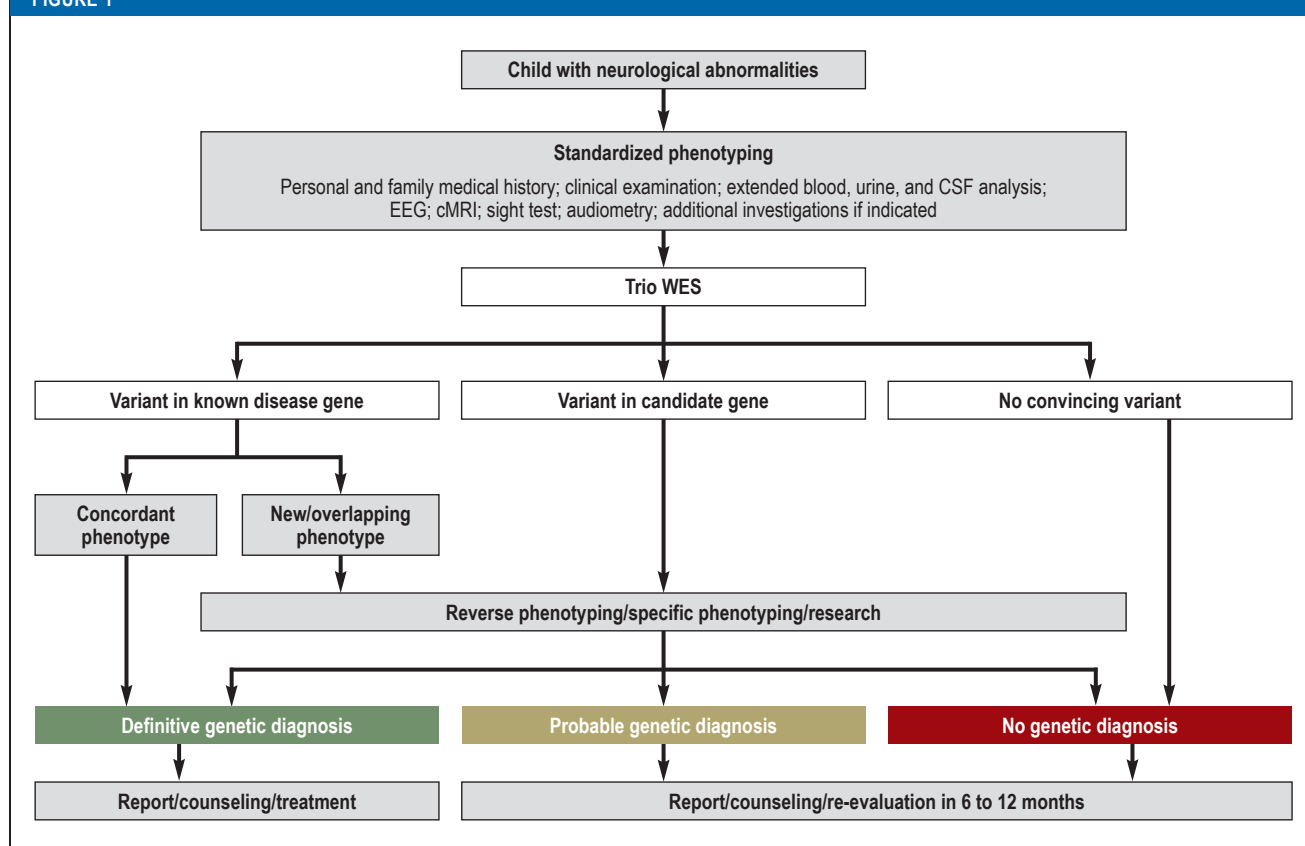 FIGURE 1
Child with neurological abnormalities
Standardized phenotyping
Personal and family medical history; clinical examination; extended blood, urine, and CSF analysis;
EEG; cMRI; sight test; audiometry; additional investigations if indicated
Trio WES
Variant in known disease gene
Variant in candidate gene
No convincing variant
Concordant
phenotype
New/overlapping
phenotype
Reverse phenotyping/specific phenotyping/research
Definitive genetic diagnosis
Probable genetic diagnosis
No genetic diagnosis
Report/counseling/treatment
Report/counseling/re-evaluation in 6 to 12 months